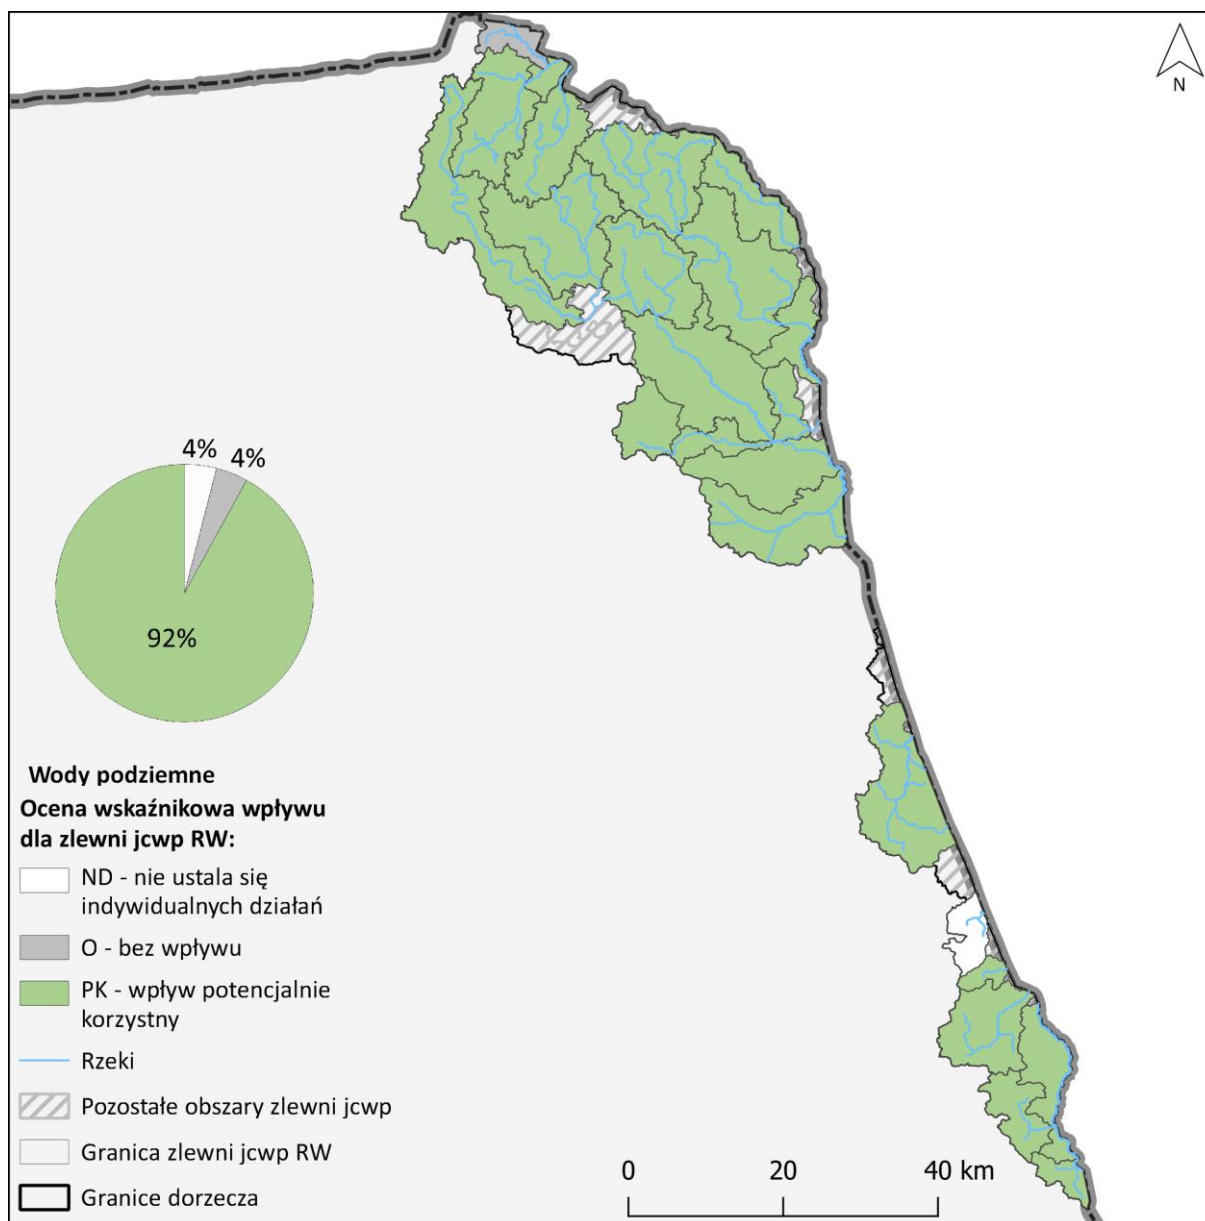 N
4%
4%
92%
Wody podziemne
Ocena wskaźnikowa wpływu
dla zlewni jcwp RW:
ND - nie ustala się
indywidualnych działań
O - bez wpływu
PK - wpływ potencjalnie
korzystny
Rzeki
Pozostałe obszary zlewni jcwp
Granica zlewni jcwp RW
Granice dorzecza
0 20 40 km